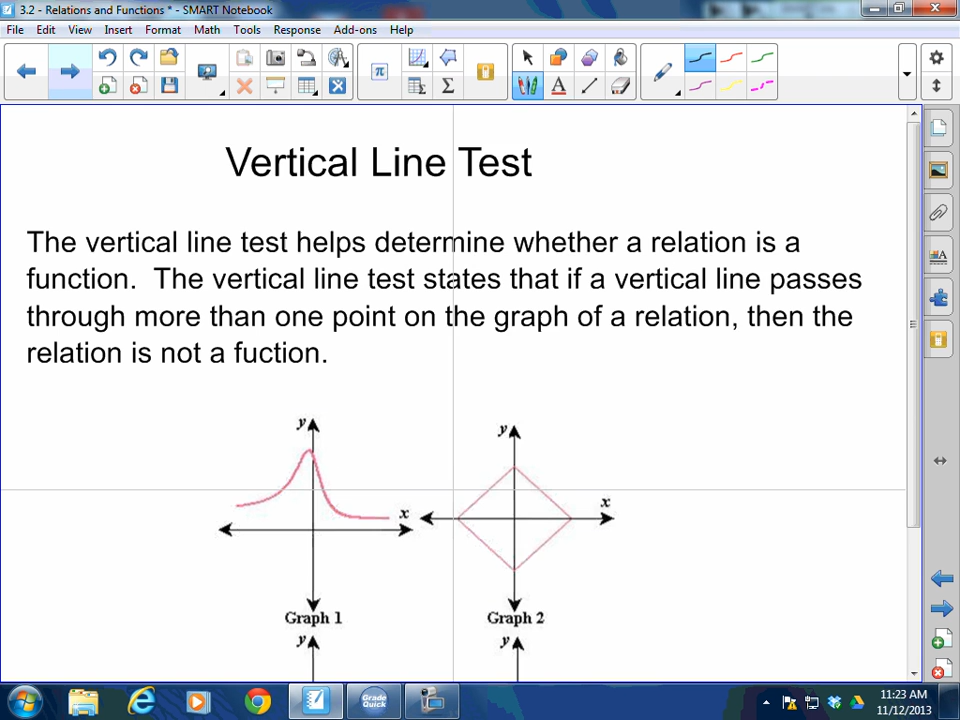 3.2 - Relations and Functions * - SMART Notebook
File Edit View Insert Format Math Tools Response Add-ons Help
Vertical Line Test
The vertical line test helps determine whether a relation is a
function. The vertical line test states that if a vertical line passes
through more than one point on the graph of a relation, then the
relation is not a fuction.
y
x
Graph 1
y
x
Graph 2
y
y
Grade Quick
11:23 AM
11/12/2013